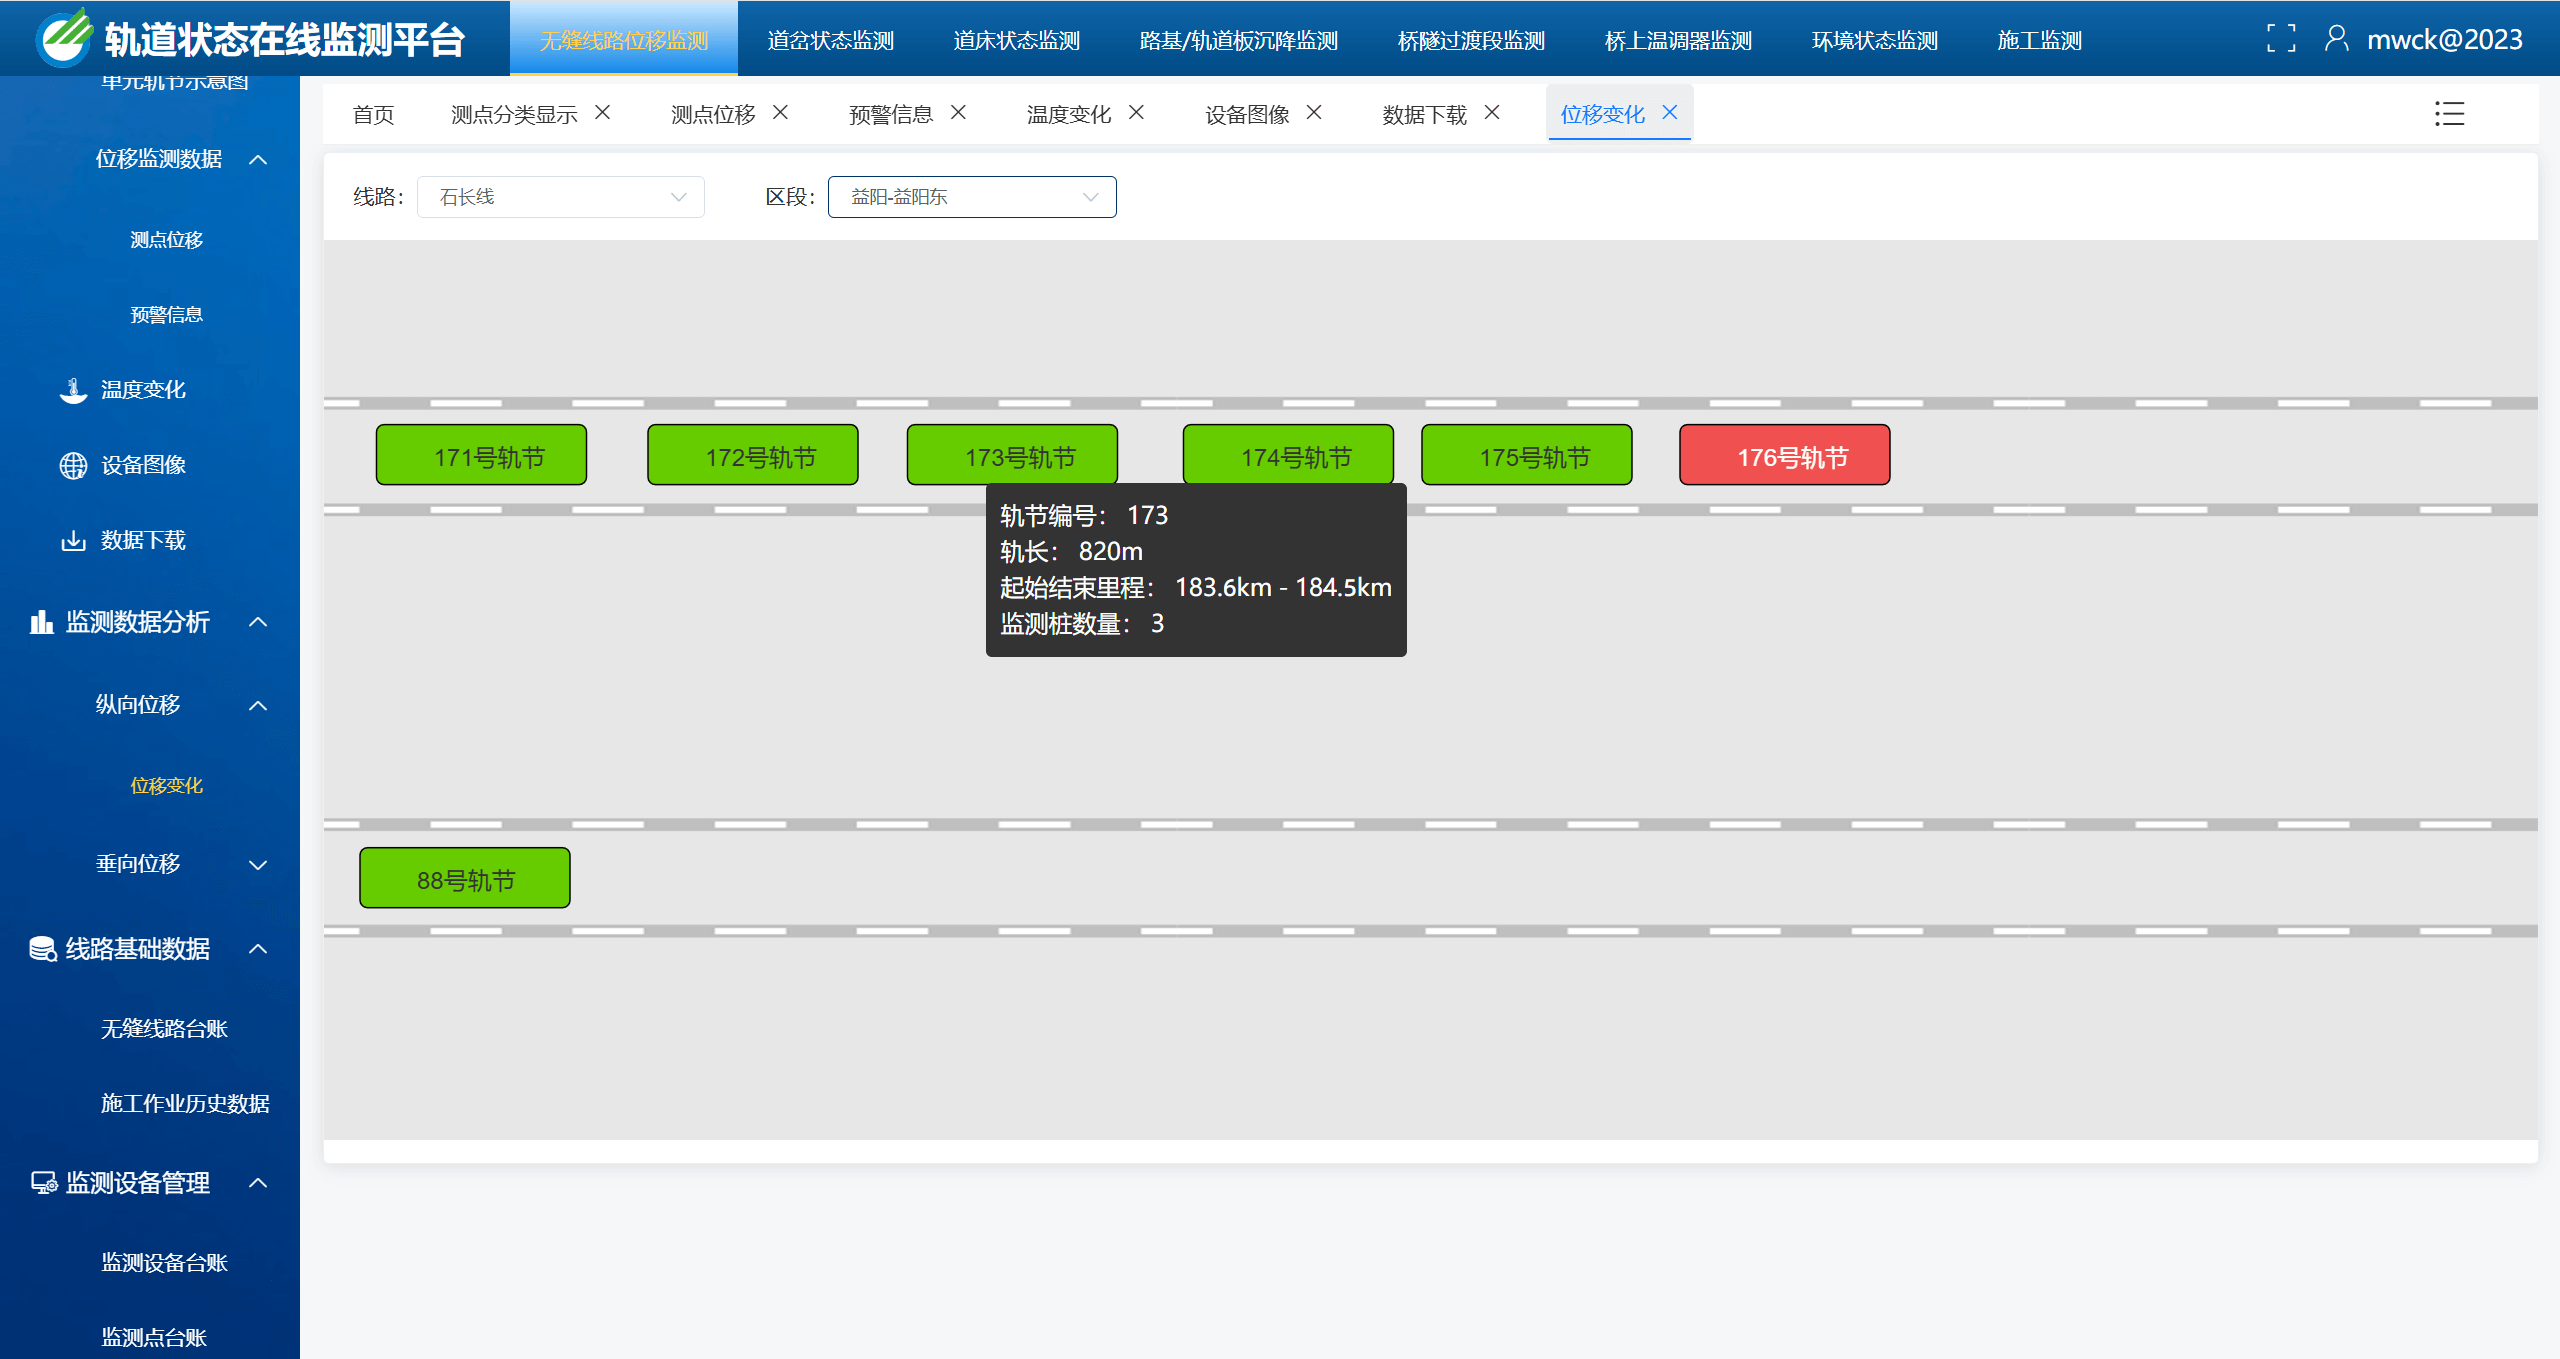 轨道状态在线监测平台
无缝线路位移监测 道岔状态监测 道床状态监测 路基/轨道板沉降监测 桥隧过渡段监测 桥上温调器监测 环境状态监测 施工监测 mwck@2023
单元轨节示意图
位移监测数据
测点位移
预警信息
温度变化
设备图像
数据下载
监测数据分析
纵向位移
位移变化
垂向位移
线路基础数据
无缝线路台账
施工作业历史数据
监测设备管理
监测设备台账
监测点台账
首页 测点分类显示 测点位移 预警信息 温度变化 设备图像 数据下载 位移变化
线路： 石长线 区段： 益阳-益阳东
171号轨节 172号轨节 173号轨节 174号轨节 175号轨节 176号轨节
轨节编号： 173
轨长： 820m
起始结束里程： 183.6km - 184.5km
监测桩数量： 3
88号轨节